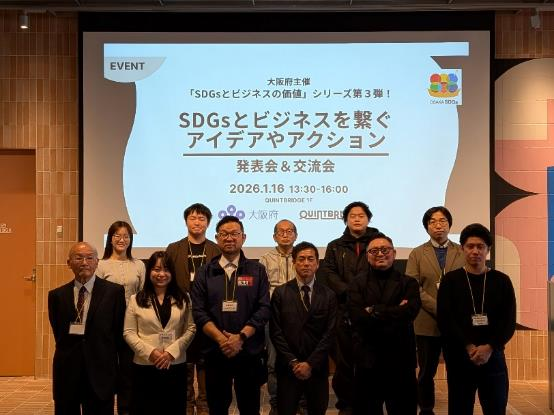 EVENT
大阪府主催
「SDGsとビジネスの価値」シリーズ第3弾！
SDGsとビジネスを繋ぐ
アイデアやアクション
発表会＆交流会
2026.1.16 13:30-16:00
QUINTBRIDGE 1F
大阪府
QUINTBR
OSAKA SDGs